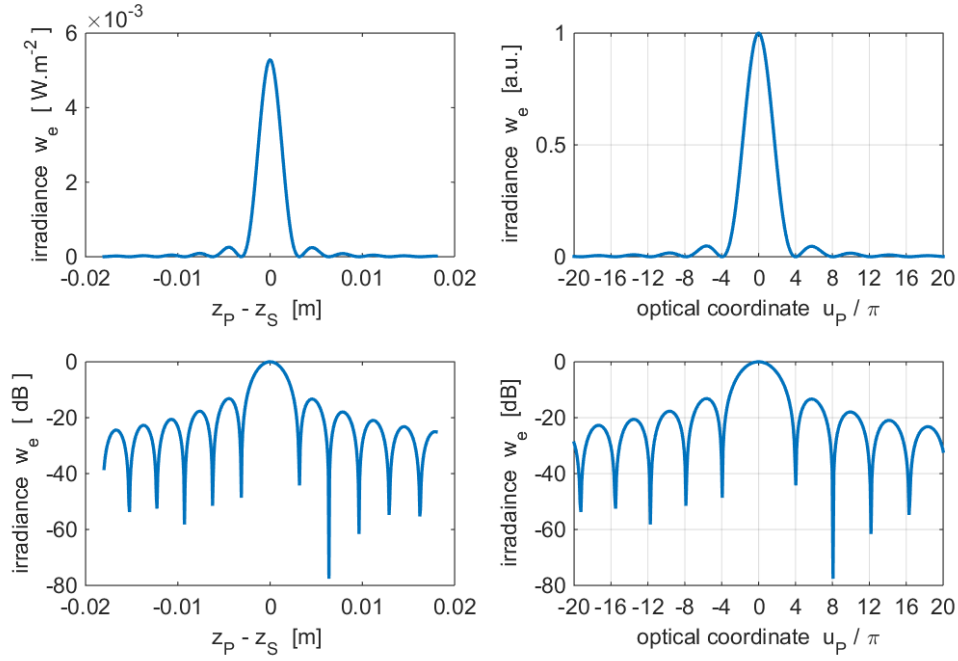 ×10⁻³
6
4
2
0
irradiance w_e [ W.m⁻² ]
-0.02 -0.01 0 0.01 0.02
z_P - z_S [m]
1
0.5
0
irradiance w_e [a.u.]
-20 -16 -12 -8 -4 0 4 8 12 16 20
optical coordinate u_P / π
0
-20
-40
-60
-80
irradiance w_e [ dB ]
-0.02 -0.01 0 0.01 0.02
z_P - z_S [m]
0
-20
-40
-60
-80
irradaince w_e [dB]
-20 -16 -12 -8 -4 0 4 8 12 16 20
optical coordinate u_P / π